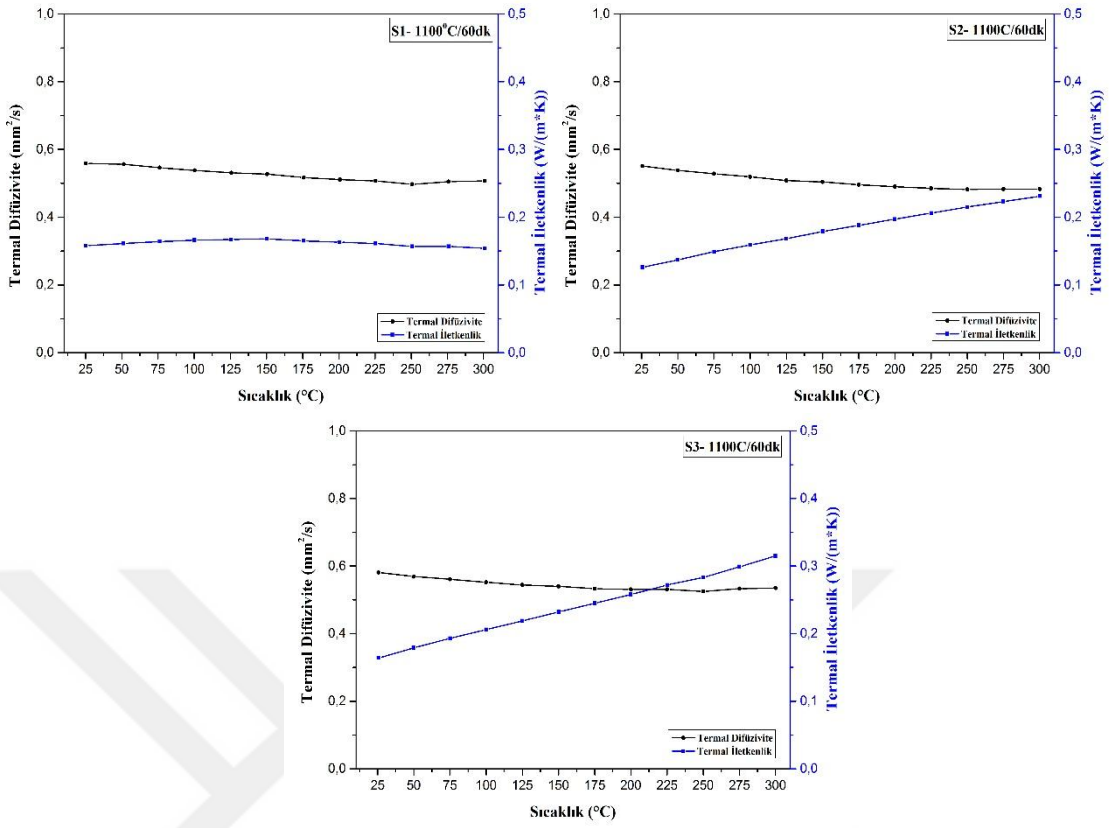 S1- 1100°C/60dk
Termal Difüzivite (mm²/s)
1,0
0,8
0,6
0,4
0,2
0,0
Termal İletkenlik (W/(m*K))
0,5
0,4
0,3
0,2
0,1
0,0
Termal Difüzivite
Termal İletkenlik
25 50 75 100 125 150 175 200 225 250 275 300
Sıcaklık (°C)
S2- 1100C/60dk
Termal Difüzivite (mm²/s)
1,0
0,8
0,6
0,4
0,2
0,0
Termal İletkenlik (W/(m*K))
0,5
0,4
0,3
0,2
0,1
0,0
Termal Difüzivite
Termal İletkenlik
25 50 75 100 125 150 175 200 225 250 275 300
Sıcaklık (°C)
S3- 1100C/60dk
Termal Difüzivite (mm²/s)
1,0
0,8
0,6
0,4
0,2
0,0
Termal İletkenlik (W/(m*K))
0,5
0,4
0,3
0,2
0,1
0,0
Termal Difüzivite
Termal İletkenlik
25 50 75 100 125 150 175 200 225 250 275 300
Sıcaklık (°C)